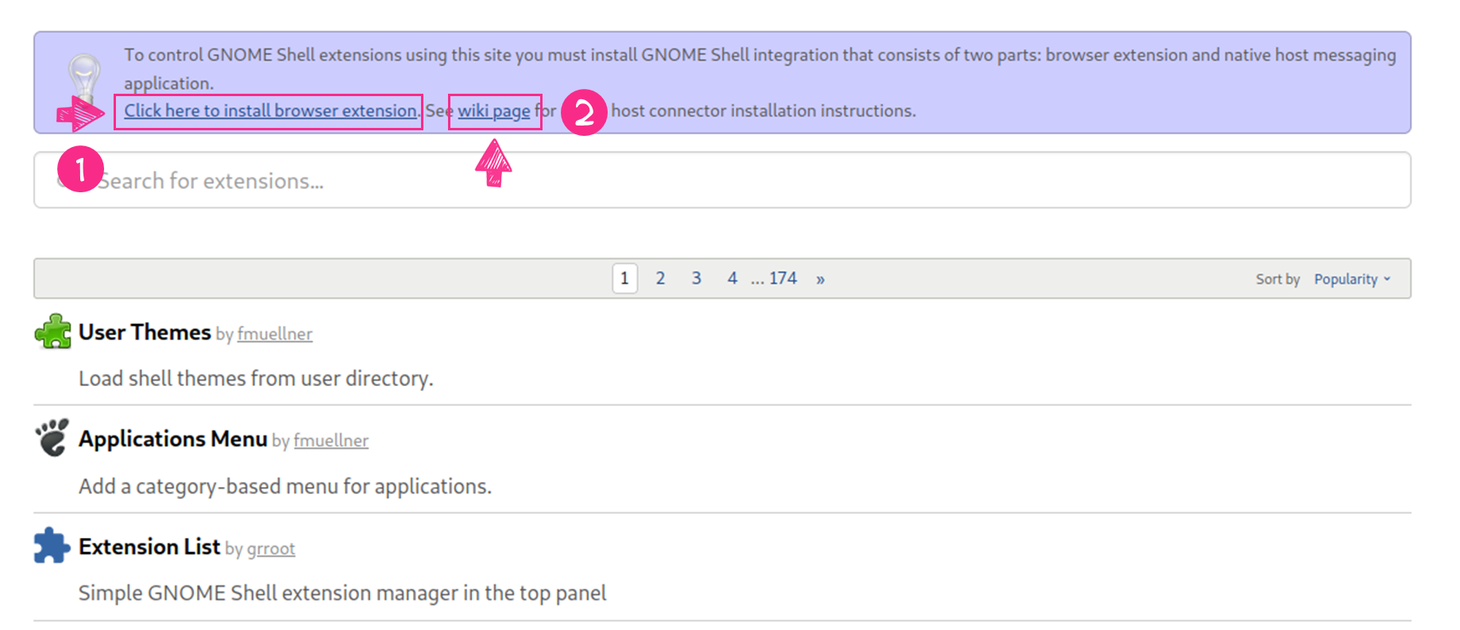 To control GNOME Shell extensions using this site you must install GNOME Shell integration that consists of two parts: browser extension and native host messaging
application.
Click here to install browser extension. See wiki page for 2 host connector installation instructions.
1
Search for extensions...
1 2 3 4 ... 174 » Sort by Popularity
User Themes by fmuellner
Load shell themes from user directory.
Applications Menu by fmuellner
Add a category-based menu for applications.
Extension List by grroot
Simple GNOME Shell extension manager in the top panel